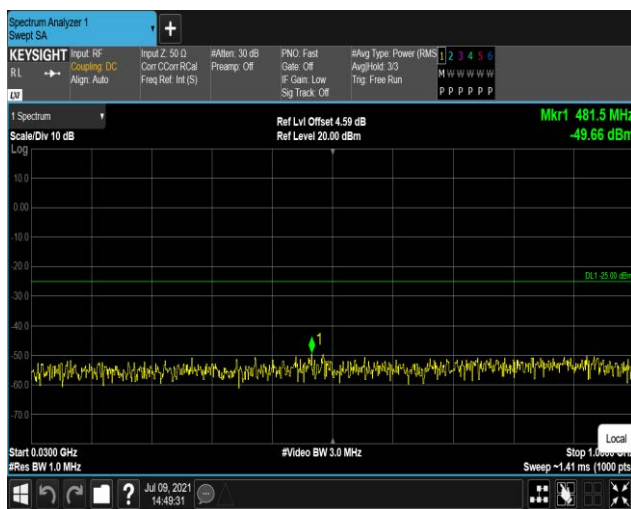 Spectrum Analyzer 1
Swept SA
+
KEYSIGHT
RL
LXI
Input: RF
Coupling: DC
Align: Auto
Input Z: 50 Ω
Corr CCorr RCal
Freq Ref: Int (S)
#Atten: 30 dB
Preamp: Off
PNO: Fast
Gate: Off
IF Gain: Low
Sig Track: Off
#Avg Type: Power (RMS
Avg|Hold: 3/3
Trig: Free Run
1 2 3 4 5 6
M W W W W W
P P P P P P
1 Spectrum
Scale/Div 10 dB
Log
Ref Lvl Offset 4.59 dB
Ref Level 20.00 dBm
Mkr1 481.5 MHz
-49.66 dBm
10.0
0.00
-10.0
-20.0
DL1 -25.00 dBm
-30.0
-40.0
1
-50.0
-60.0
-70.0
Local
Start 0.0300 GHz
#Res BW 1.0 MHz
#Video BW 3.0 MHz
Stop
Sweep ~1.41 ms (1000 pts
?
Jul 09, 2021
14:49:31